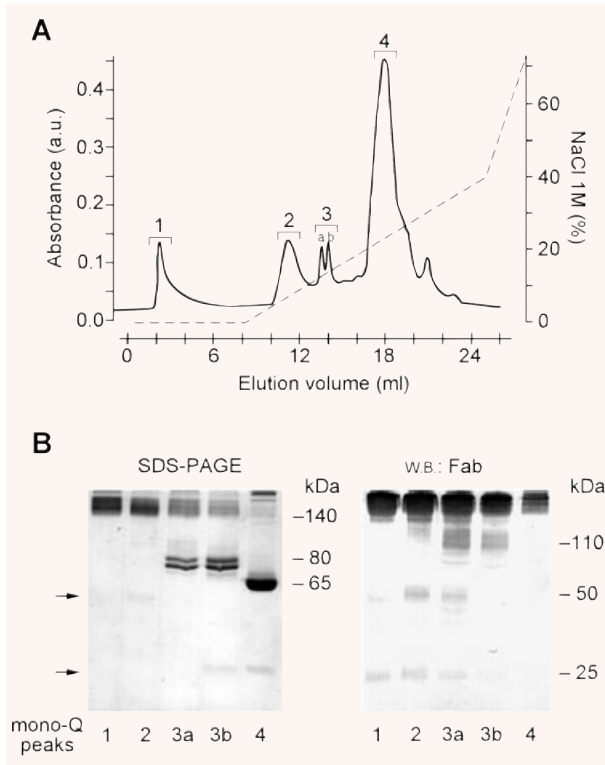 A
4
1
2
3
a b
0.4
0.3
0.2
0.1
0.0
Absorbance (a.u.)
60
40
20
0
NaCl 1M (%)
0 6 12 18 24
Elution volume (ml)
B
SDS-PAGE
kDa
–140
–80
–65
W.B.: Fab
kDa
–110
–50
–25
mono-Q
peaks
1 2 3a 3b 4
1 2 3a 3b 4